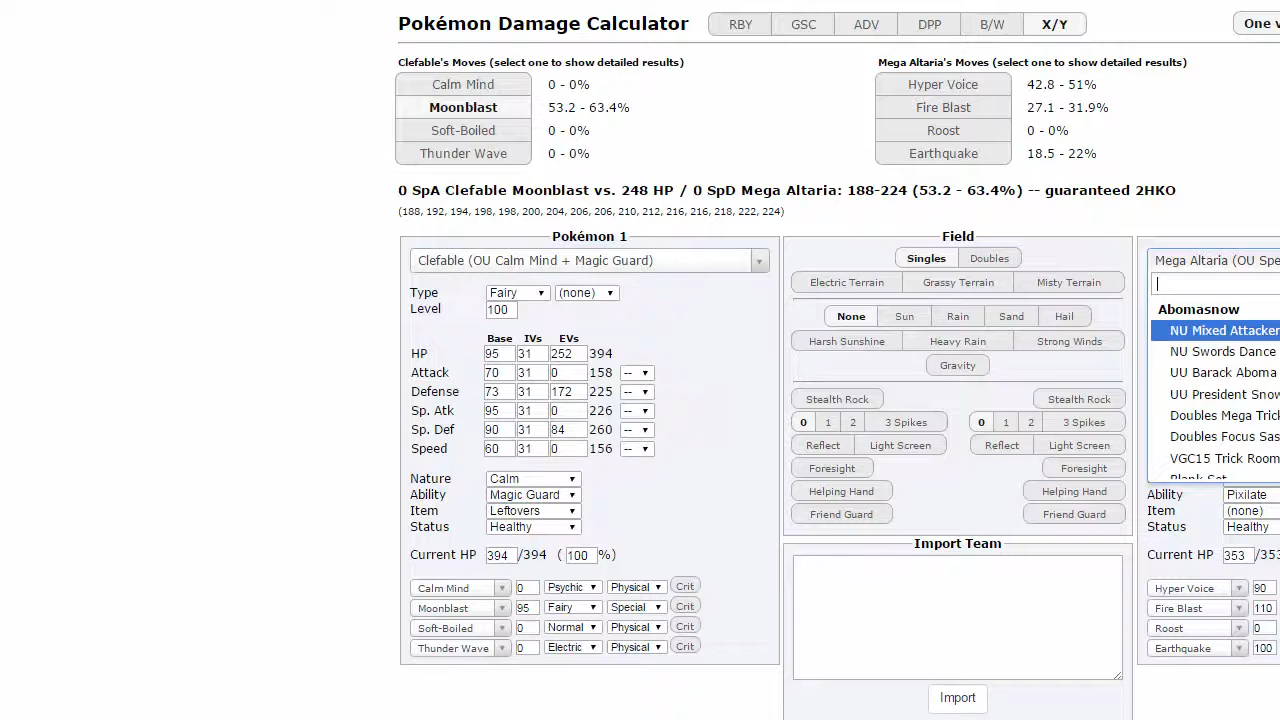 Pokémon Damage Calculator RBY GSC ADV DPP B/W X/Y One v
Clefable's Moves (select one to show detailed results)
Calm Mind 0 - 0%
Moonblast 53.2 - 63.4%
Soft-Boiled 0 - 0%
Thunder Wave 0 - 0%
Mega Altaria's Moves (select one to show detailed results)
Hyper Voice 42.8 - 51%
Fire Blast 27.1 - 31.9%
Roost 0 - 0%
Earthquake 18.5 - 22%
0 SpA Clefable Moonblast vs. 248 HP / 0 SpD Mega Altaria: 188-224 (53.2 - 63.4%) -- guaranteed 2HKO
(188, 192, 194, 198, 198, 200, 204, 206, 206, 210, 212, 216, 216, 218, 222, 224)
Pokémon 1
Clefable (OU Calm Mind + Magic Guard)
Type Fairy (none)
Level 100
Base IVs EVs
HP 95 31 252 394
Attack 70 31 0 158 --
Defense 73 31 172 225 --
Sp. Atk 95 31 0 226 --
Sp. Def 90 31 84 260 --
Speed 60 31 0 156 --
Nature Calm
Ability Magic Guard
Item Leftovers
Status Healthy
Current HP 394 /394 ( 100 %)
Calm Mind 0 Psychic Physical Crit
Moonblast 95 Fairy Special Crit
Soft-Boiled 0 Normal Physical Crit
Thunder Wave 0 Electric Physical Crit
Field
Singles Doubles
Electric Terrain Grassy Terrain Misty Terrain
None Sun Rain Sand Hail
Harsh Sunshine Heavy Rain Strong Winds
Gravity
Stealth Rock Stealth Rock
0 1 2 3 Spikes 0 1 2 3 Spikes
Reflect Light Screen Reflect Light Screen
Foresight Foresight
Helping Hand Helping Hand
Friend Guard Friend Guard
Import Team
Import
Mega Altaria (OU Spe
Abomasnow
NU Mixed Attacker
NU Swords Dance
UU Barack Aboma
UU President Snow
Doubles Mega Trick
Doubles Focus Sas
VGC15 Trick Room
Blank Set
Ability Pixilate
Item (none)
Status Healthy
Current HP 353 /353
Hyper Voice 90
Fire Blast 110
Roost 0
Earthquake 100